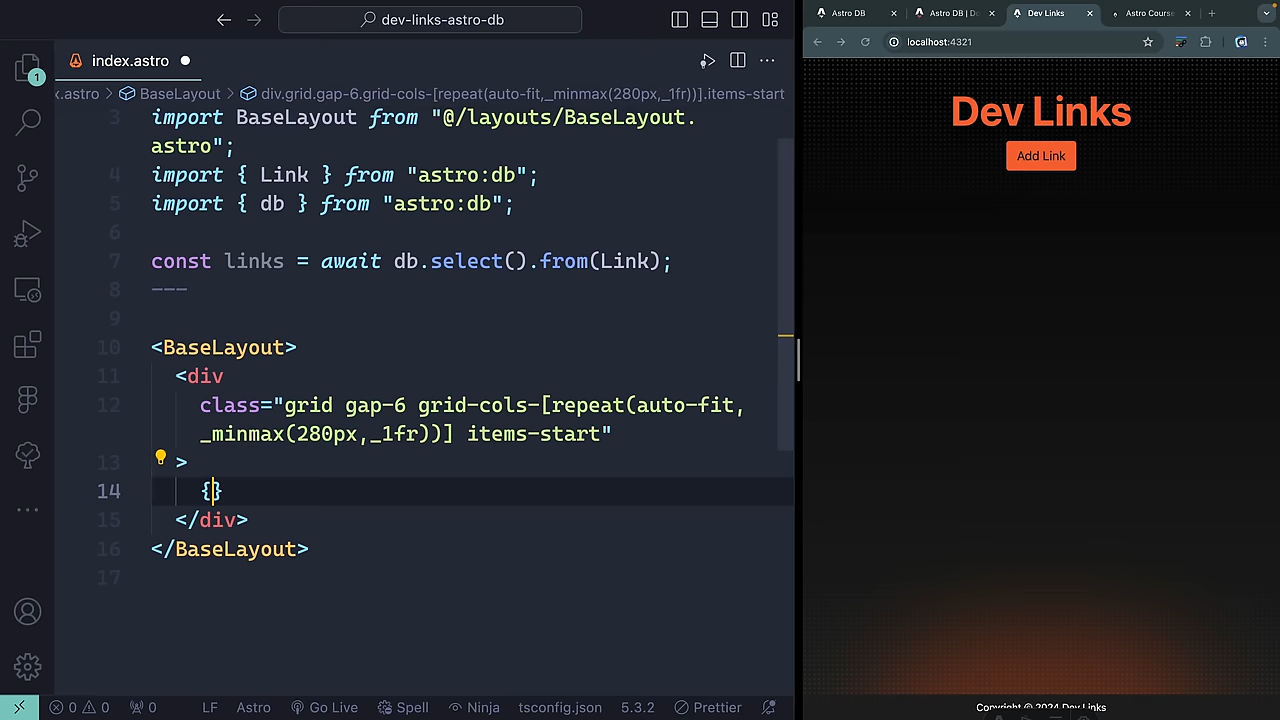 dev-links-astro-db
index.astro
x.astro > BaseLayout > div.grid.gap-6.grid-cols-[repeat(auto-fit,_minmax(280px,_1fr))].items-start
1
3 import BaseLayout from "@/layouts/BaseLayout.
astro";
4 import { Link } from "astro:db";
5 import { db } from "astro:db";
6
7 const links = await db.select().from(Link);
8 ---
9
10 <BaseLayout>
11 <div
12 class="grid gap-6 grid-cols-[repeat(auto-fit,
_minmax(280px,_1fr))] items-start"
13 >
14 {}
15 </div>
16 </BaseLayout>
17
0 0 0 LF Astro Go Live Spell Ninja tsconfig.json 5.3.2 Prettier
Astro DB
Astro DB | Do
Dev Links
Astro Course
localhost:4321
Dev Links
Add Link
Copyright © 2024 Dev Links